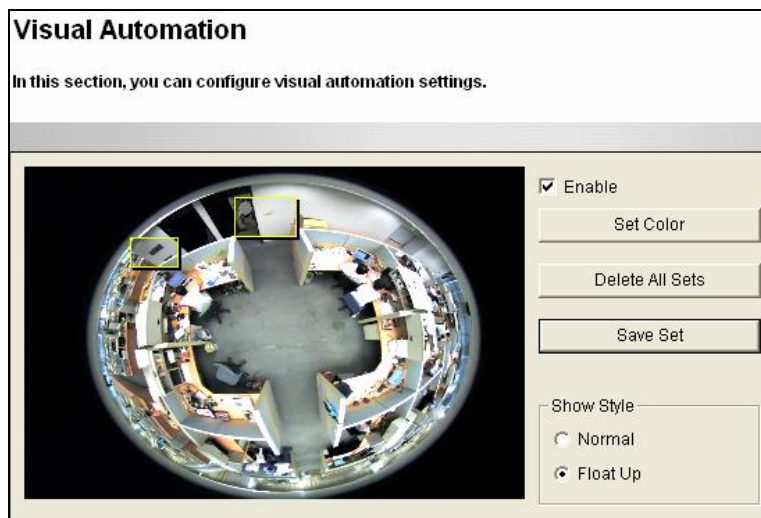 Visual Automation
In this section, you can configure visual automation settings.
Enable
Set Color
Delete All Sets
Save Set
Show Style
Normal
Float Up